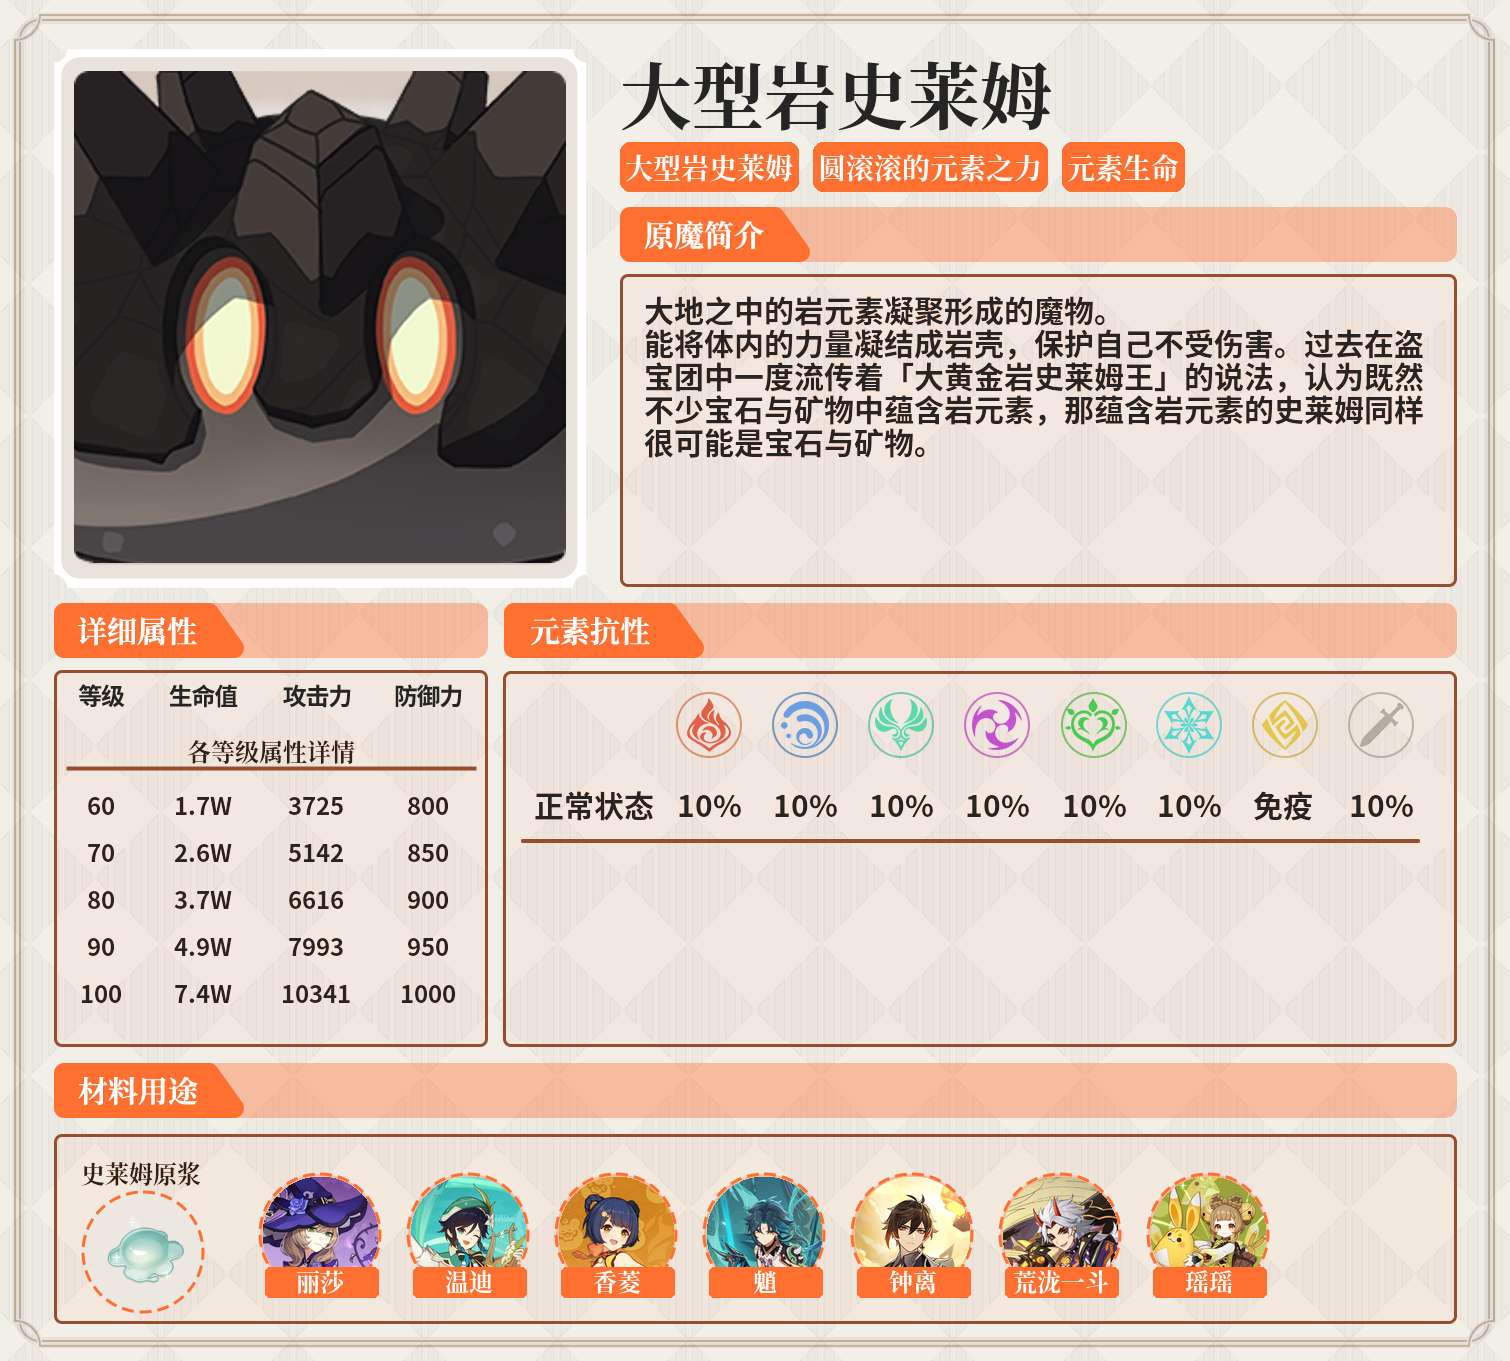 大型岩史莱姆
大型岩史莱姆 圆滚滚的元素之力 元素生命
原魔简介
大地之中的岩元素凝聚形成的魔物。
能将体内的力量凝结成岩壳，保护自己不受伤害。过去在盗
宝团中一度流传着「大黄金岩史莱姆王」的说法，认为既然
不少宝石与矿物中蕴含岩元素，那蕴含岩元素的史莱姆同样
很可能是宝石与矿物。
详细属性
等级 生命值 攻击力 防御力
各等级属性详情
60 1.7W 3725 800
70 2.6W 5142 850
80 3.7W 6616 900
90 4.9W 7993 950
100 7.4W 10341 1000
元素抗性
正常状态 10% 10% 10% 10% 10% 10% 免疫 10%
材料用途
史莱姆原浆
丽莎 温迪 香菱 魈 钟离 荒泷一斗 瑶瑶